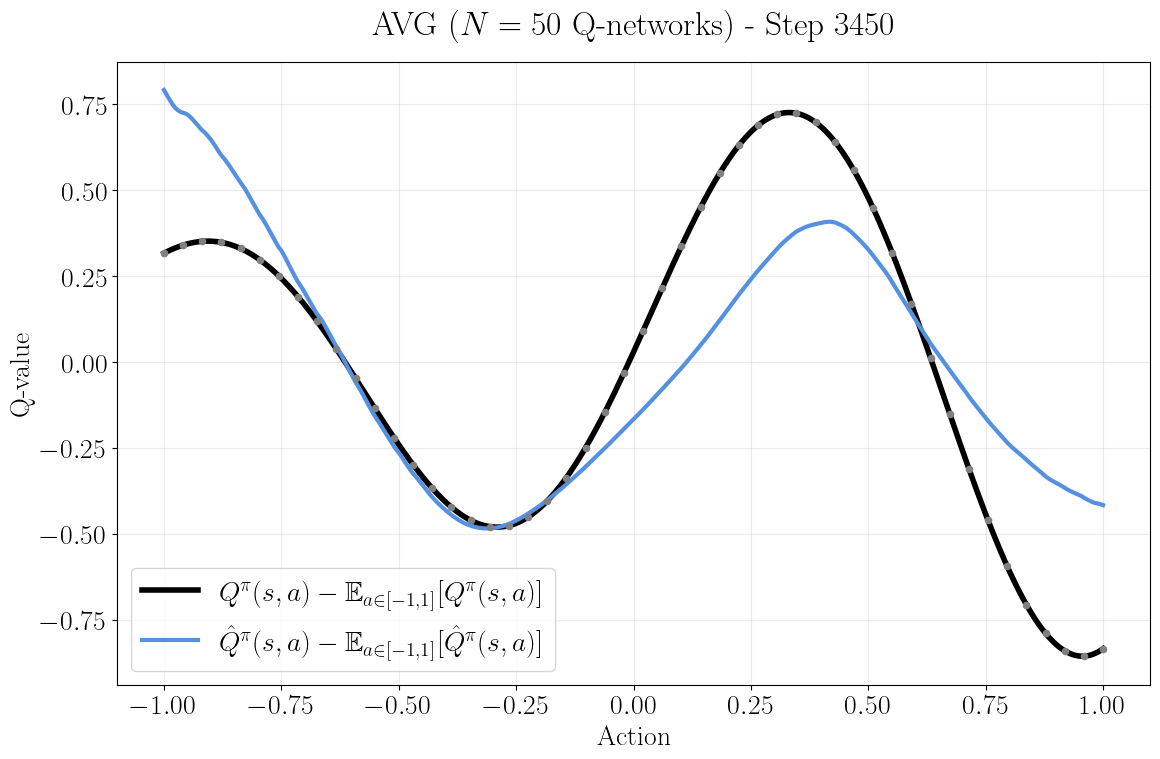 AVG (N = 50 Q-networks) - Step 3450
Q-value
0.75
0.50
0.25
0.00
−0.25
−0.50
−0.75
Q^π(s, a) − 𝔼_{a∈[−1,1]}[Q^π(s, a)]
Q̂^π(s, a) − 𝔼_{a∈[−1,1]}[Q̂^π(s, a)]
−1.00 −0.75 −0.50 −0.25 0.00 0.25 0.50 0.75 1.00
Action